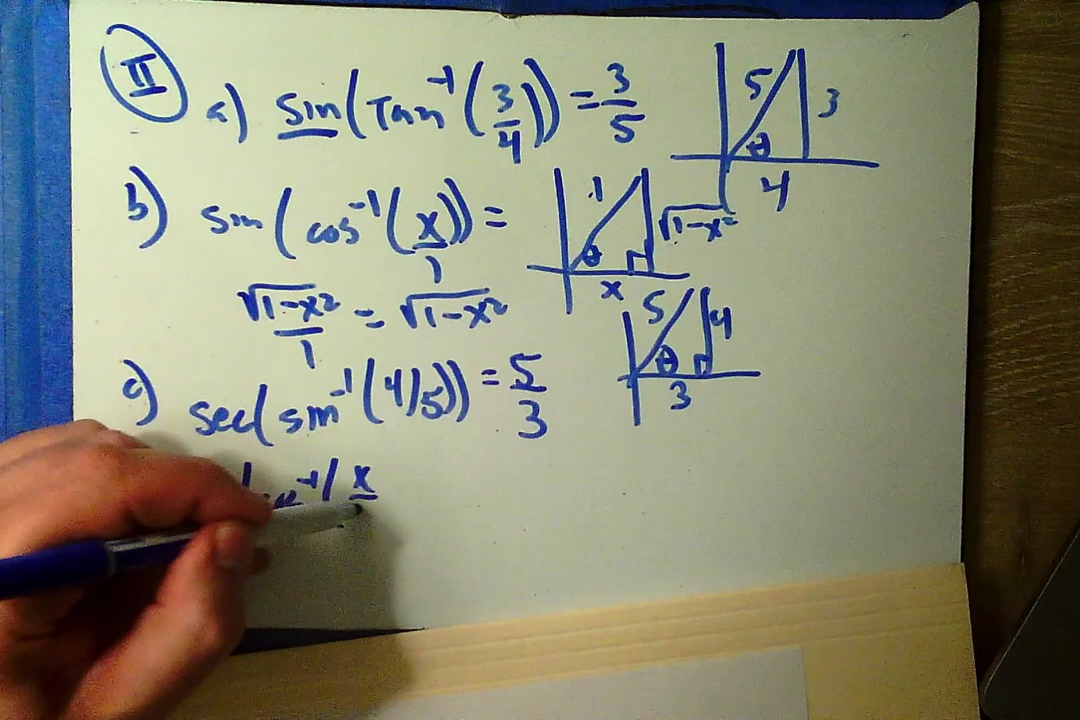 II
a) sin(Tan⁻¹(3/4)) = 3/5
5 3 θ 4
b) sin(cos⁻¹(x/1)) =
1 √1-x² θ x
√1-x²/1 = √1-x²
5 4 θ 3
c) sec(sin⁻¹(4/5)) = 5/3
⁻¹( x